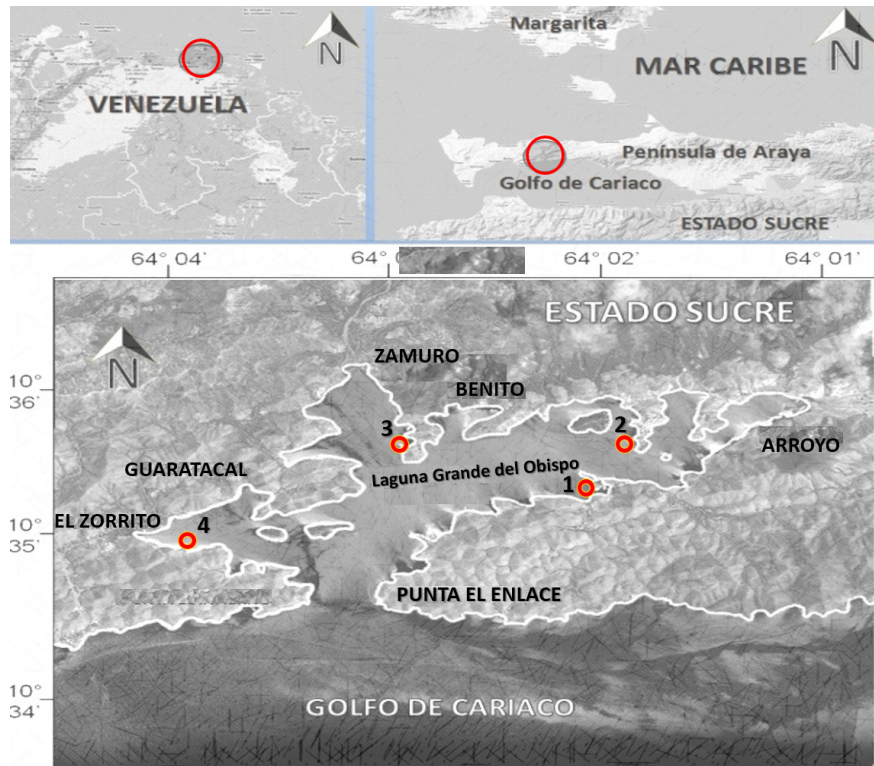 N
VENEZUELA
Margarita
N
MAR CARIBE
Península de Araya
Golfo de Cariaco
ESTADO SUCRE
64° 04'
64° 0
64° 02'
64° 01'
ESTADO SUCRE
N
ZAMURO
10°
36'
BENITO
3
2
ARROYO
GUARATACAL
Laguna Grande del Obispo
1
EL ZORRITO
4
10°
35'
PUNTA EL ENLACE
10°
34'
GOLFO DE CARIACO